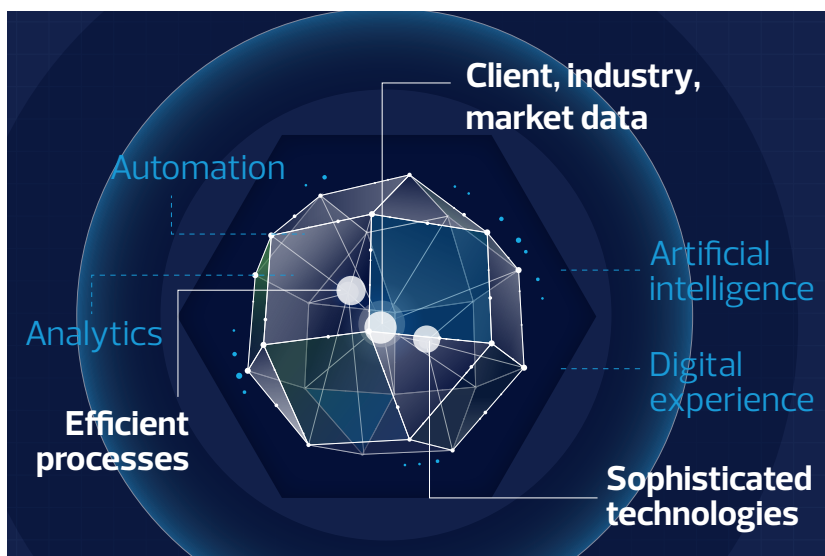 Client, industry,
market data
Automation
Artificial
intelligence
Analytics
Digital
experience
Efficient
processes
Sophisticated
technologies